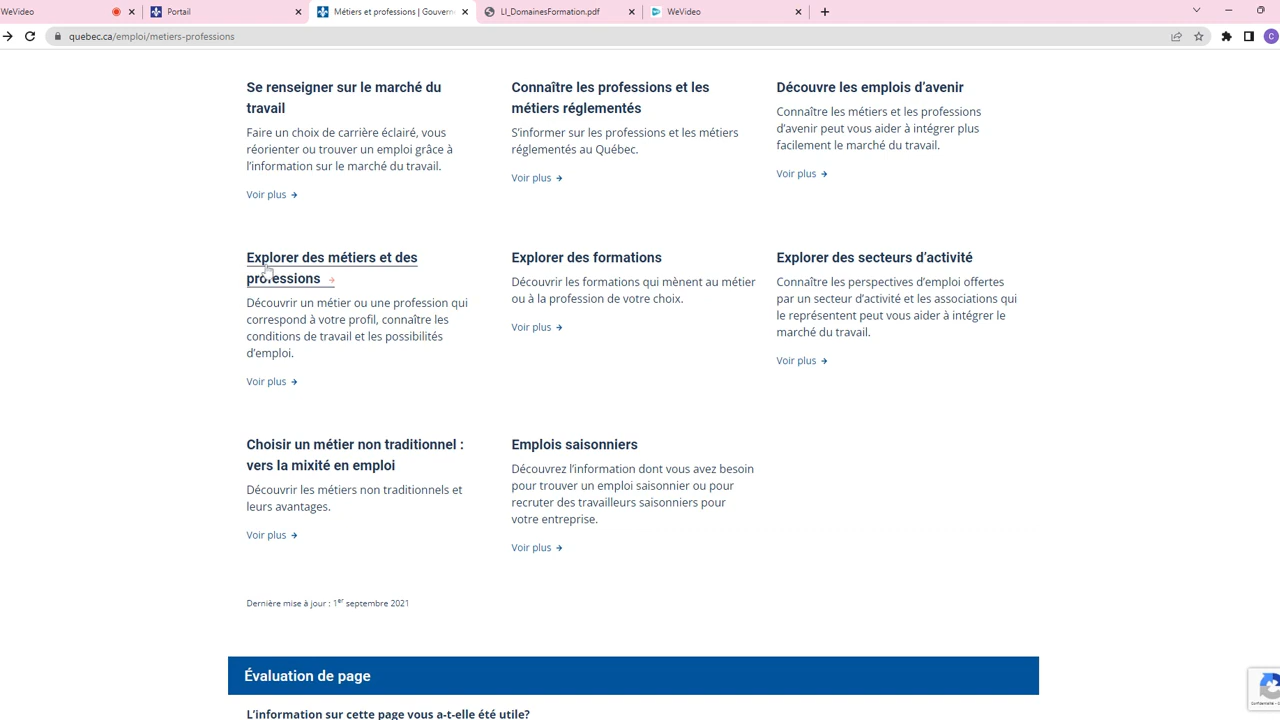 WeVideo
Portail
Métiers et professions | Gouvern
LI_DomainesFormation.pdf
WeVideo
quebec.ca/emploi/metiers-professions
C
Se renseigner sur le marché du
travail
Faire un choix de carrière éclairé, vous
réorienter ou trouver un emploi grâce à
l’information sur le marché du travail.
Voir plus
Connaître les professions et les
métiers réglementés
S’informer sur les professions et les métiers
réglementés au Québec.
Voir plus
Découvre les emplois d’avenir
Connaître les métiers et les professions
d’avenir peut vous aider à intégrer plus
facilement le marché du travail.
Voir plus
Explorer des métiers et des
professions
Découvrir un métier ou une profession qui
correspond à votre profil, connaître les
conditions de travail et les possibilités
d’emploi.
Voir plus
Explorer des formations
Découvrir les formations qui mènent au métier
ou à la profession de votre choix.
Voir plus
Explorer des secteurs d’activité
Connaître les perspectives d’emploi offertes
par un secteur d’activité et les associations qui
le représentent peut vous aider à intégrer le
marché du travail.
Voir plus
Choisir un métier non traditionnel :
vers la mixité en emploi
Découvrir les métiers non traditionnels et
leurs avantages.
Voir plus
Emplois saisonniers
Découvrez l’information dont vous avez besoin
pour trouver un emploi saisonnier ou pour
recruter des travailleurs saisonniers pour
votre entreprise.
Voir plus
Dernière mise à jour : 1er septembre 2021
Évaluation de page
L’information sur cette page vous a-t-elle été utile?